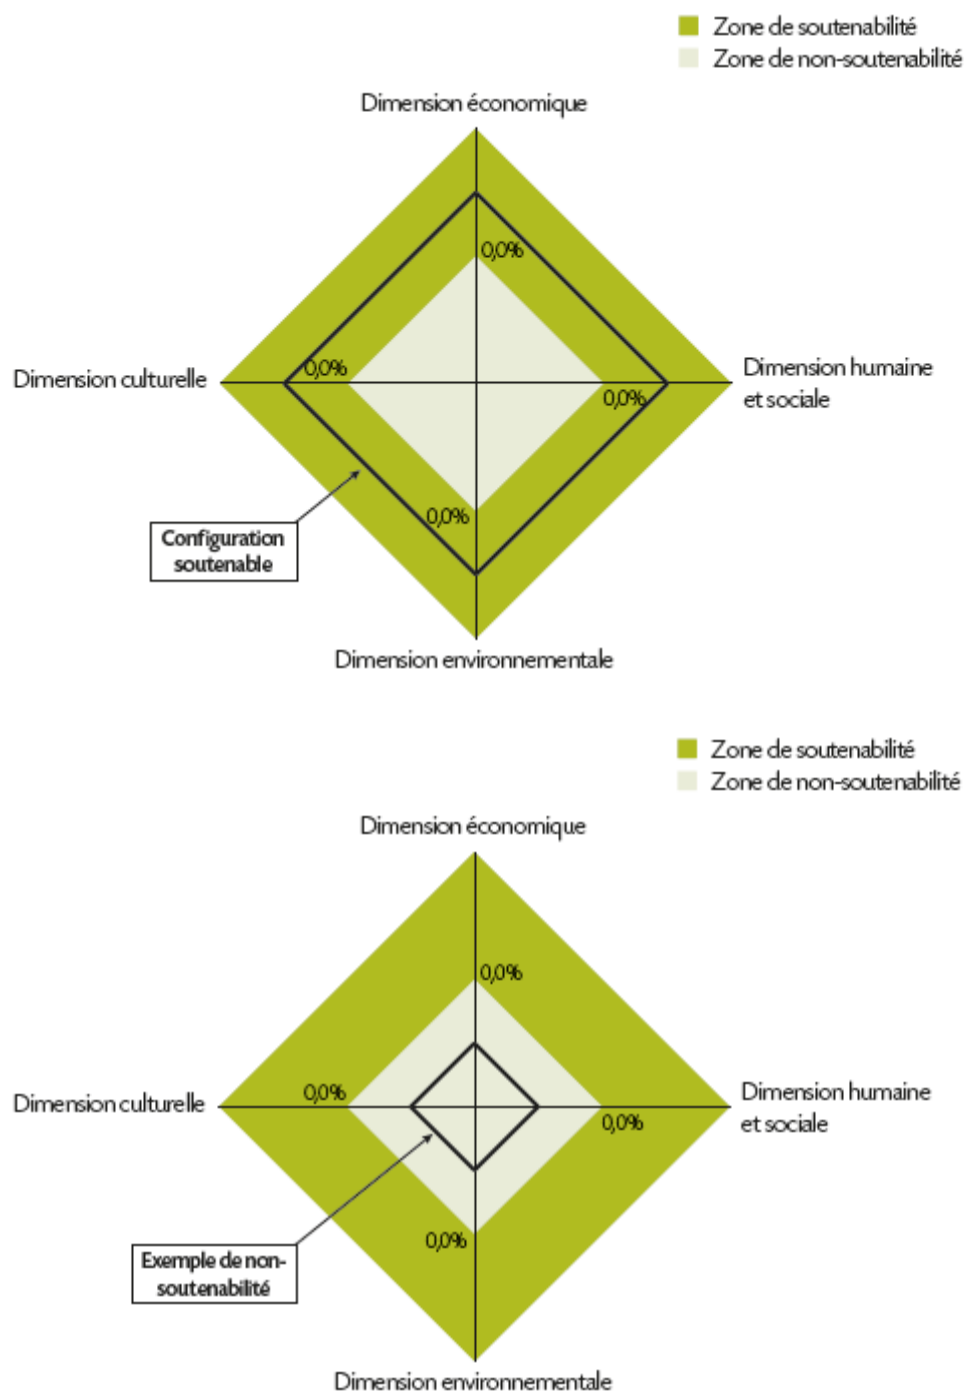 Zone de soutenabilité
Zone de non-soutenabilité
Dimension économique
0,0%
0,0%
Dimension culturelle
Dimension humaine
et sociale
0,0%
0,0%
Configuration
soutenable
Dimension environnementale
Zone de soutenabilité
Zone de non-soutenabilité
Dimension économique
0,0%
0,0%
Dimension culturelle
Dimension humaine
et sociale
0,0%
0,0%
Exemple de non-
soutenabilité
Dimension environnementale